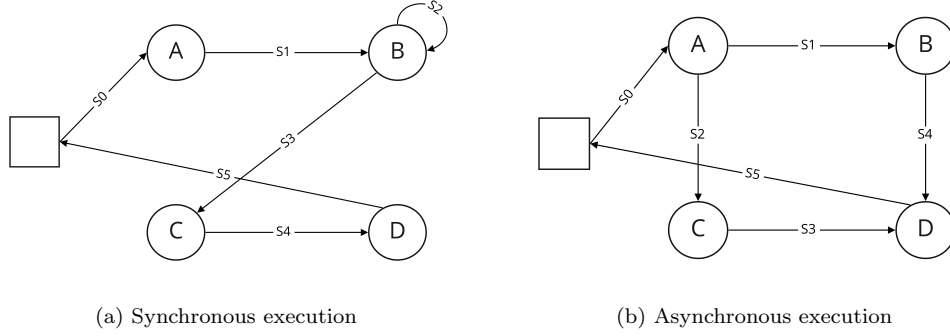 S2
A
S1
B
S0
S3
S5
C
S4
D
(a) Synchronous execution
A
S1
B
S0
S2
S4
S5
C
S3
D
(b) Asynchronous execution